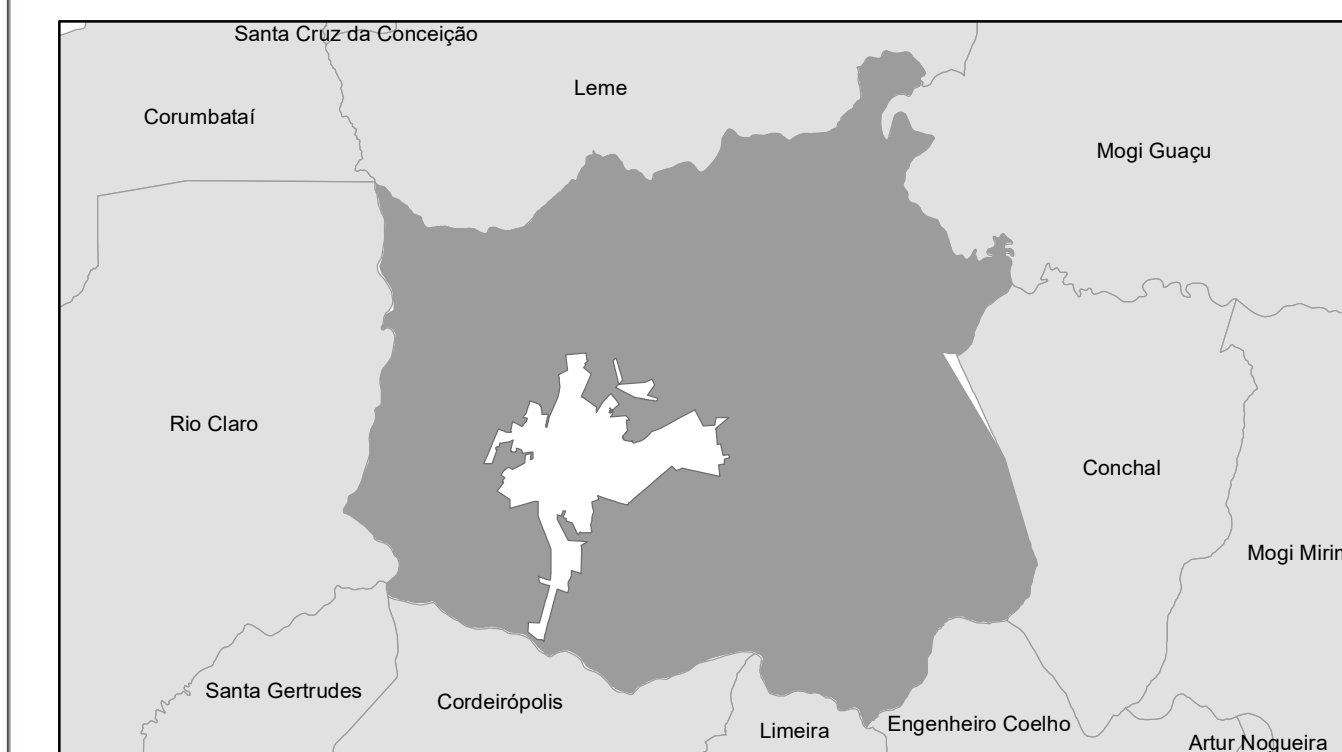 Santa Cruz da Conceição
Leme
Corumbataí
Mogi Guaçu
Rio Claro
Conchal
Mogi Mirim
Santa Gertrudes
Cordeirópolis
Engenheiro Coelho
Limeira
Artur Nogueira